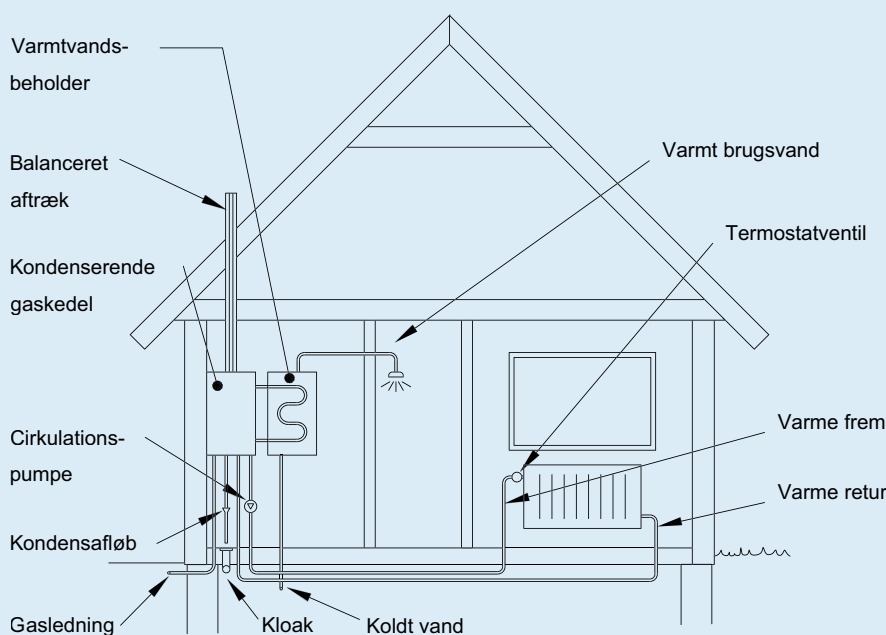 Varmtvands-
beholder
Balanceret
aftræk
Kondenserende
gaskedel
Cirkulations-
pumpe
Kondensafløb
Gasledning
Kloak
Koldt vand
Varmt brugsvand
Termostatventil
Varme frem
Varme retur